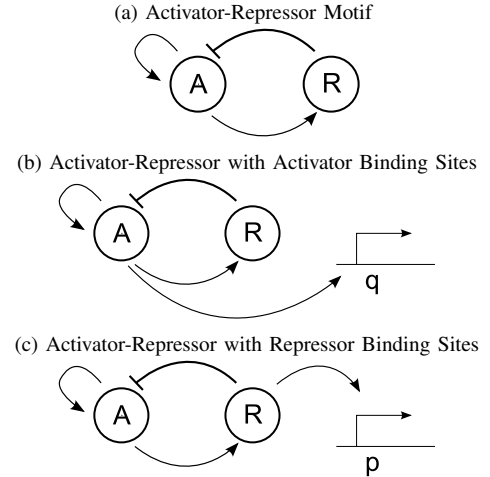 (a) Activator-Repressor Motif
A R
(b) Activator-Repressor with Activator Binding Sites
A R
q
(c) Activator-Repressor with Repressor Binding Sites
A R
p